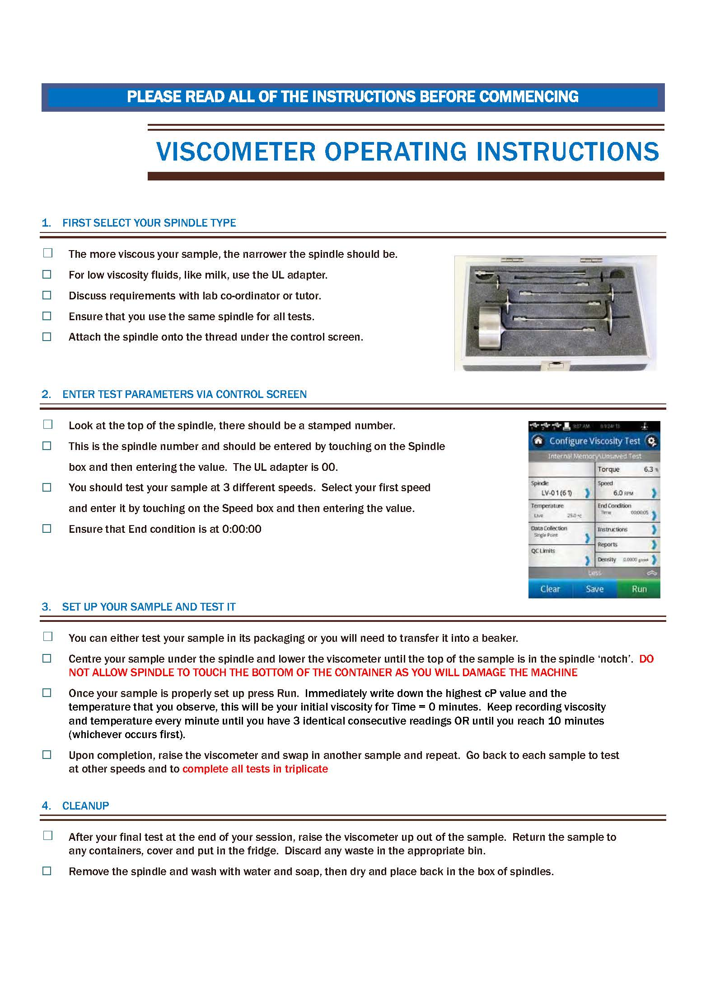 PLEASE READ ALL OF THE INSTRUCTIONS BEFORE COMMENCING
VISCOMETER OPERATING INSTRUCTIONS
1. FIRST SELECT YOUR SPINDLE TYPE
The more viscous your sample, the narrower the spindle should be.
For low viscosity fluids, like milk, use the UL adapter.
Discuss requirements with lab co-ordinator or tutor.
Ensure that you use the same spindle for all tests.
Attach the spindle onto the thread under the control screen.
2. ENTER TEST PARAMETERS VIA CONTROL SCREEN
Look at the top of the spindle, there should be a stamped number.
This is the spindle number and should be entered by touching on the Spindle
box and then entering the value. The UL adapter is 00.
You should test your sample at 3 different speeds. Select your first speed
and enter it by touching on the Speed box and then entering the value.
Ensure that End condition is at 0:00:00
9:37 AM 01/24/13
Configure Viscosity Test
Internal Memory\Unsaved Test
Torque 6.3 %
Spindle
LV-01 (61)
Speed
6.0 RPM
Temperature
Live 29.0 °C
End Condition
Time 00:00:05
Data Collection
Single Point
Instructions
Reports
QC Limits
Density 0.0000
Less
Clear Save Run
3. SET UP YOUR SAMPLE AND TEST IT
You can either test your sample in its packaging or you will need to transfer it into a beaker.
Centre your sample under the spindle and lower the viscometer until the top of the sample is in the spindle ‘notch’. DO
NOT ALLOW SPINDLE TO TOUCH THE BOTTOM OF THE CONTAINER AS YOU WILL DAMAGE THE MACHINE
Once your sample is properly set up press Run. Immediately write down the highest cP value and the
temperature that you observe, this will be your initial viscosity for Time = 0 minutes. Keep recording viscosity
and temperature every minute until you have 3 identical consecutive readings OR until you reach 10 minutes
(whichever occurs first).
Upon completion, raise the viscometer and swap in another sample and repeat. Go back to each sample to test
at other speeds and to complete all tests in triplicate
4. CLEANUP
After your final test at the end of your session, raise the viscometer up out of the sample. Return the sample to
any containers, cover and put in the fridge. Discard any waste in the appropriate bin.
Remove the spindle and wash with water and soap, then dry and place back in the box of spindles.